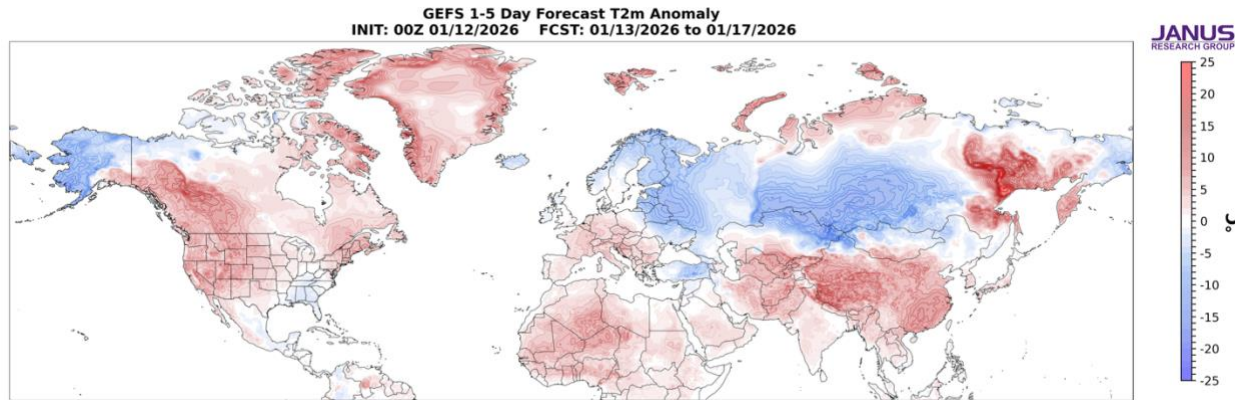 GEFS 1-5 Day Forecast T2m Anomaly
INIT: 00Z 01/12/2026 FCST: 01/13/2026 to 01/17/2026
JANUS
RESEARCH GROUP
25
20
15
10
5
0
-5
-10
-15
-20
-25
°C